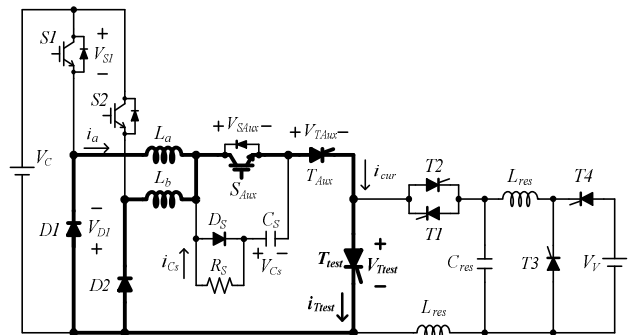 S1
+
V_S1
−
S2
i_a
L_a
+V_SAux−
+V_TAux−
V_C
S_Aux
T_Aux
i_cur
T2
L_res
T4
L_b
D1
−
V_D1
+
D_S
C_S
T1
i_Cs
+ V_Cs −
R_S
D2
T_test
+
V_Ttest
−
C_res
T3
V_V
i_Ttest
L_res